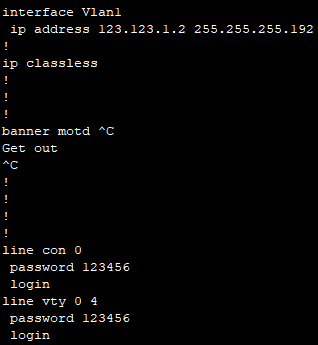 interface Vlan1
 ip address 123.123.1.2 255.255.255.192
!
ip classless
!
!
!
banner motd ^C
Get out
^C
!
!
!
!
line con 0
 password 123456
 login
line vty 0 4
 password 123456
 login